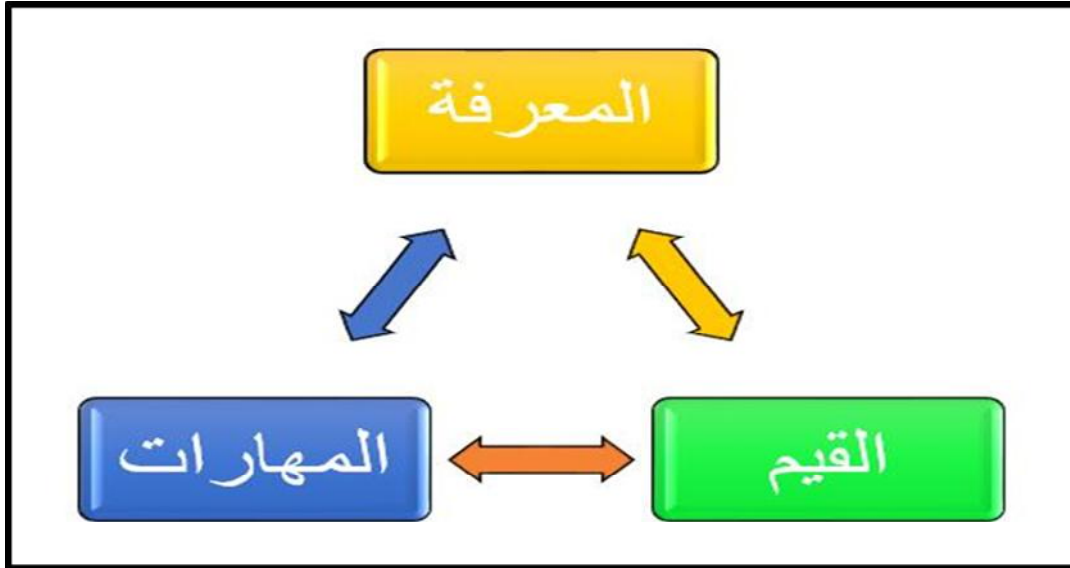 المعرفة
القيم
المهارات